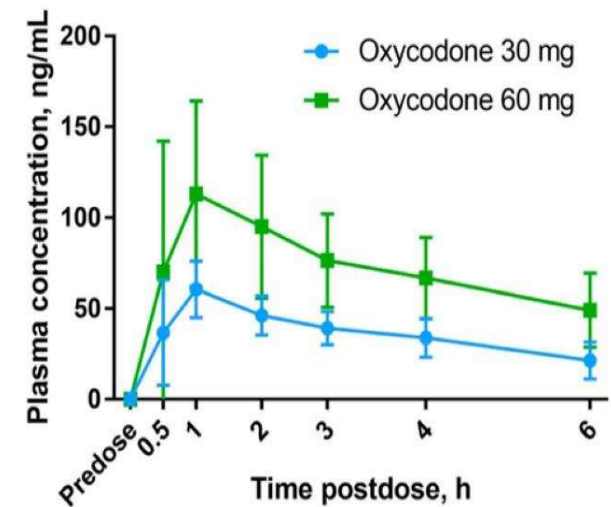 Plasma concentration, ng/mL
200
150
100
50
0
Oxycodone 30 mg
Oxycodone 60 mg
Predose
0.5
1
2
3
4
6
Time postdose, h